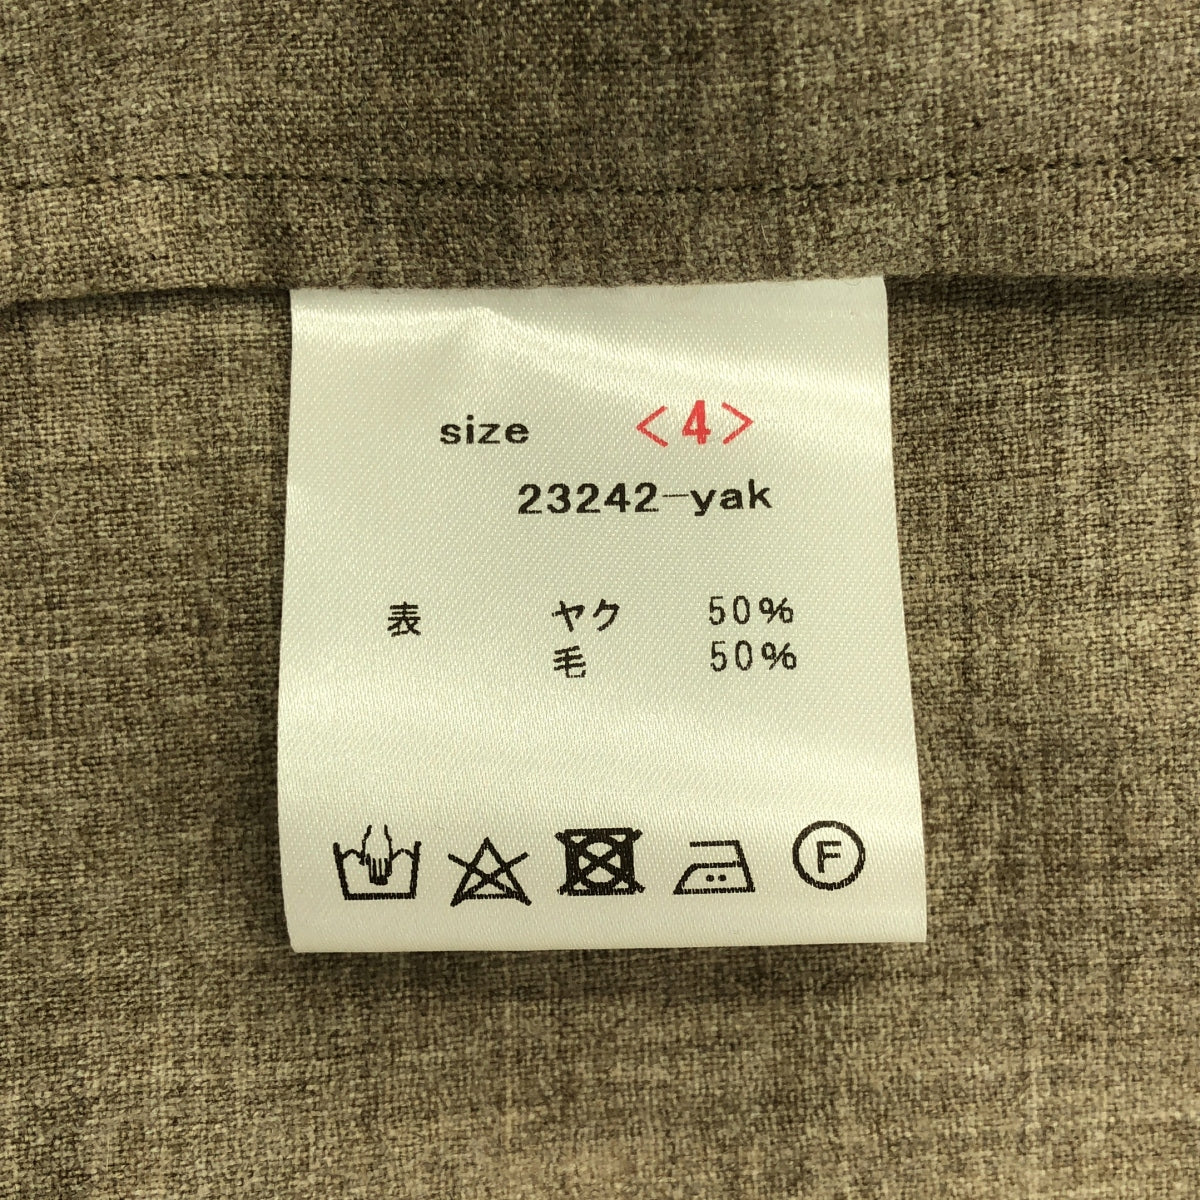 size <4>
23242-yak
表 ヤク 50%
毛 50%
F